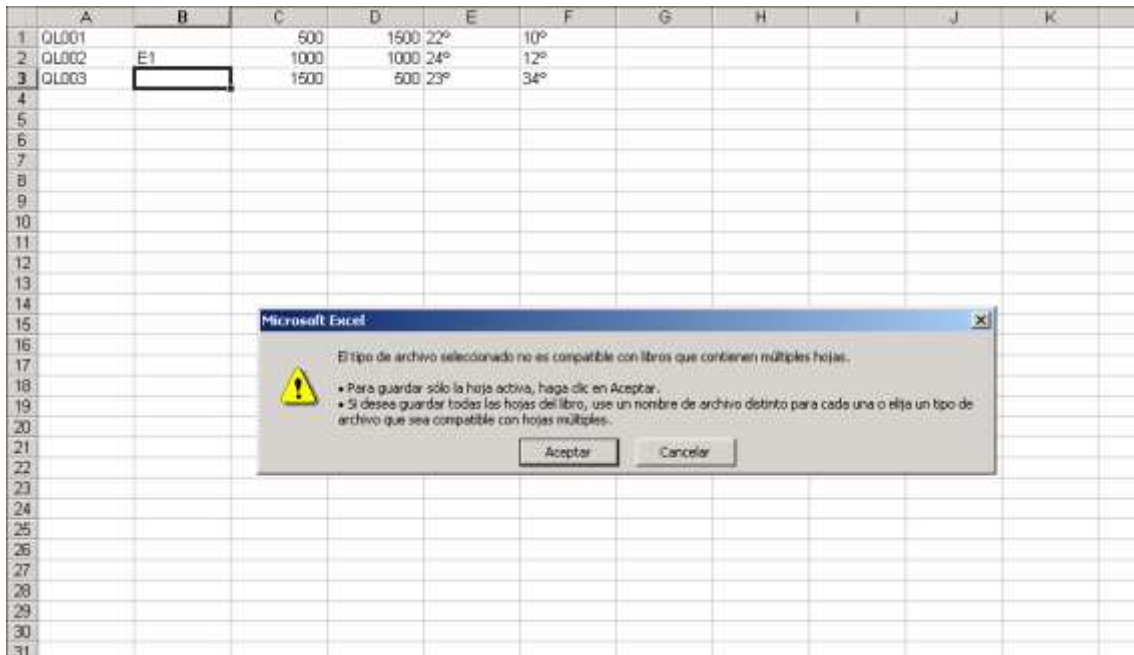 A B C D E F G H I J K
1 QL001 500 1500 22º 10º
2 QL002 E1 1000 1000 24º 12º
3 QL003 1500 500 23º 34º
4
5
6
7
8
9
10
11
12
13
14
15
16
17
18
19
20
21
22
23
24
25
26
27
28
29
30
31
Microsoft Excel
El tipo de archivo seleccionado no es compatible con libros que contienen múltiples hojas.
• Para guardar sólo la hoja activa, haga clic en Aceptar.
• Si desea guardar todas las hojas del libro, use un nombre de archivo distinto para cada una o elija un tipo de
archivo que sea compatible con hojas múltiples.
Aceptar Cancelar